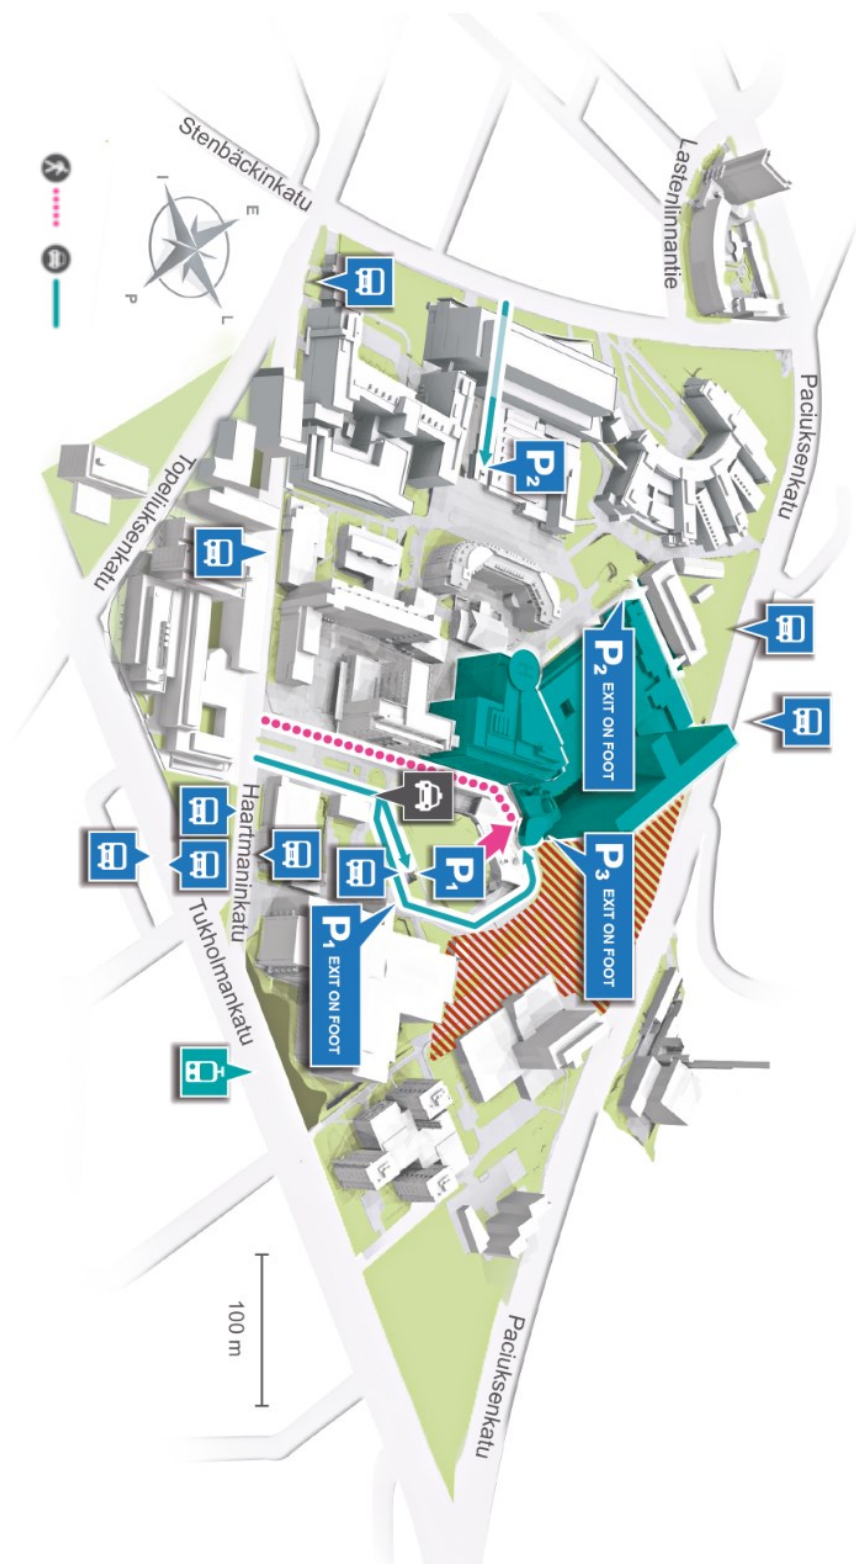 Paciuksenkatu
Lastenlinnantie
P2 EXIT ON FOOT
P3 EXIT ON FOOT
P2
H
Paciuksenkatu
P1
P1 EXIT ON FOOT
Stenbäckinkatu
E
I
L
P
Topeliuksenkatu
Haartmaninkatu
Tukholmankatu
100 m